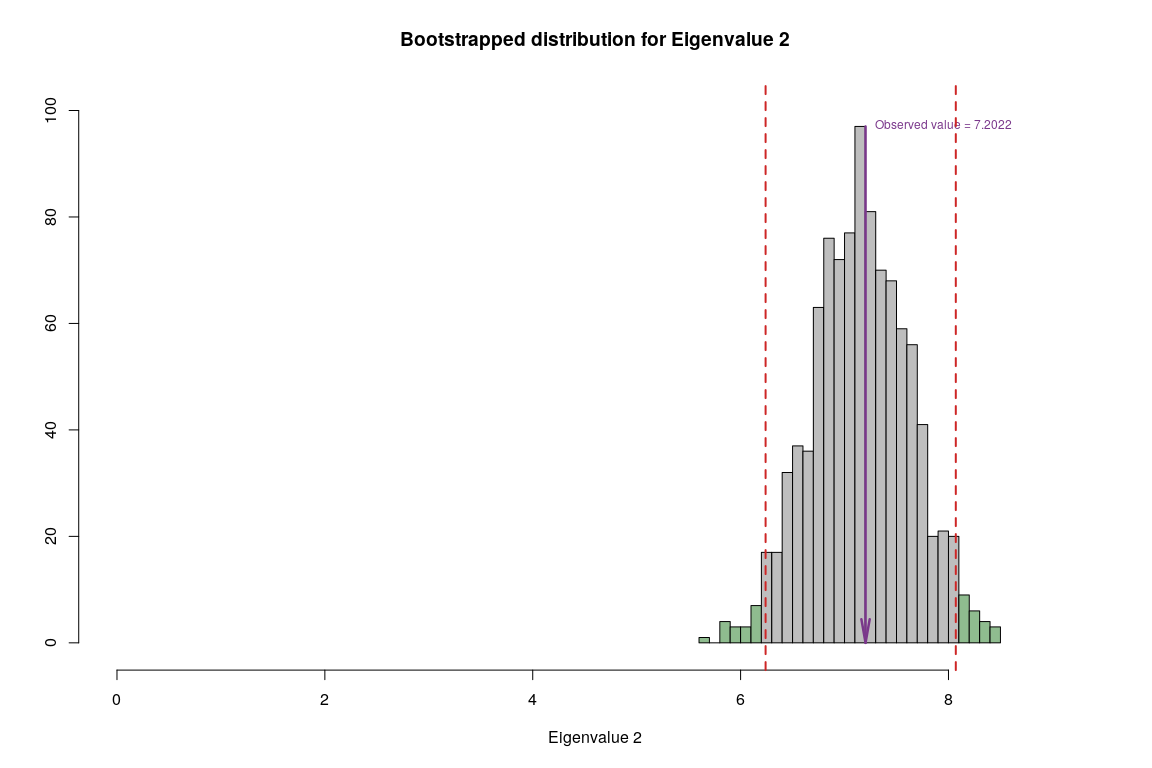 Bootstrapped distribution for Eigenvalue 2
100
80
60
40
20
0
Observed value = 7.2022
0 2 4 6 8
Eigenvalue 2